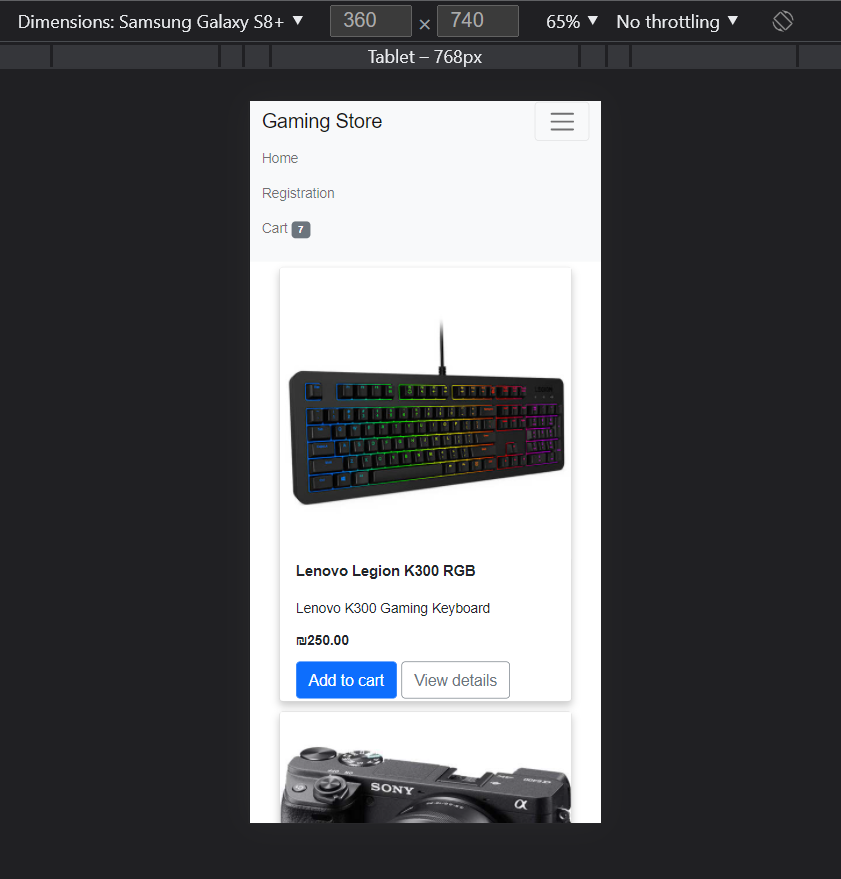 Dimensions: Samsung Galaxy S8+ ▼ 360 × 740 65% ▼ No throttling ▼
Tablet – 768px
Gaming Store
Home
Registration
Cart 7
Lenovo Legion K300 RGB
Lenovo K300 Gaming Keyboard
₪250.00
Add to cart View details
SONY α